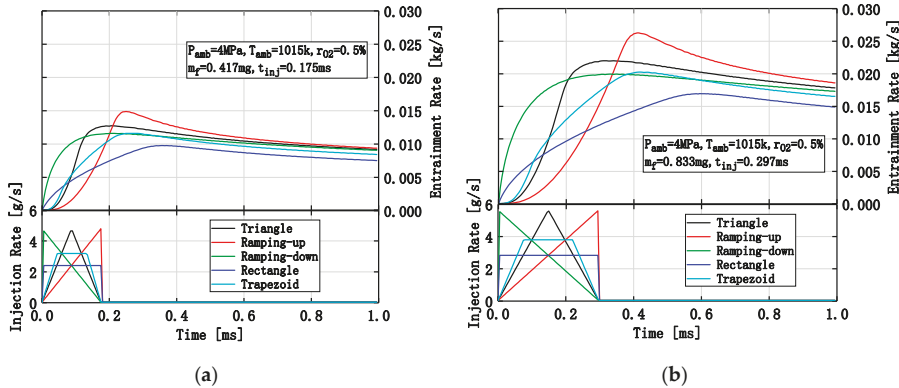 (a)
0.030
0.025
0.020
0.015
0.010
0.005
0.000
Entrainment Rate [kg/s]
P_amb=4MPa, T_amb=1015k, r_O2=0.5%
m_f=0.417mg, t_inj=0.175ms
Injection Rate [g/s]
6
4
2
0
Triangle
Ramping-up
Ramping-down
Rectangle
Trapezoid
0.0 0.2 0.4 0.6 0.8 1.0
Time [ms]
(a)
(b)
0.030
0.025
0.020
0.015
0.010
0.005
0.000
Entrainment Rate [kg/s]
P_amb=4MPa, T_amb=1015k, r_O2=0.5%
m_f=0.833mg, t_inj=0.297ms
Injection Rate [g/s]
6
4
2
0
Triangle
Ramping-up
Ramping-down
Rectangle
Trapezoid
0.0 0.2 0.4 0.6 0.8 1.0
Time [ms]
(b)